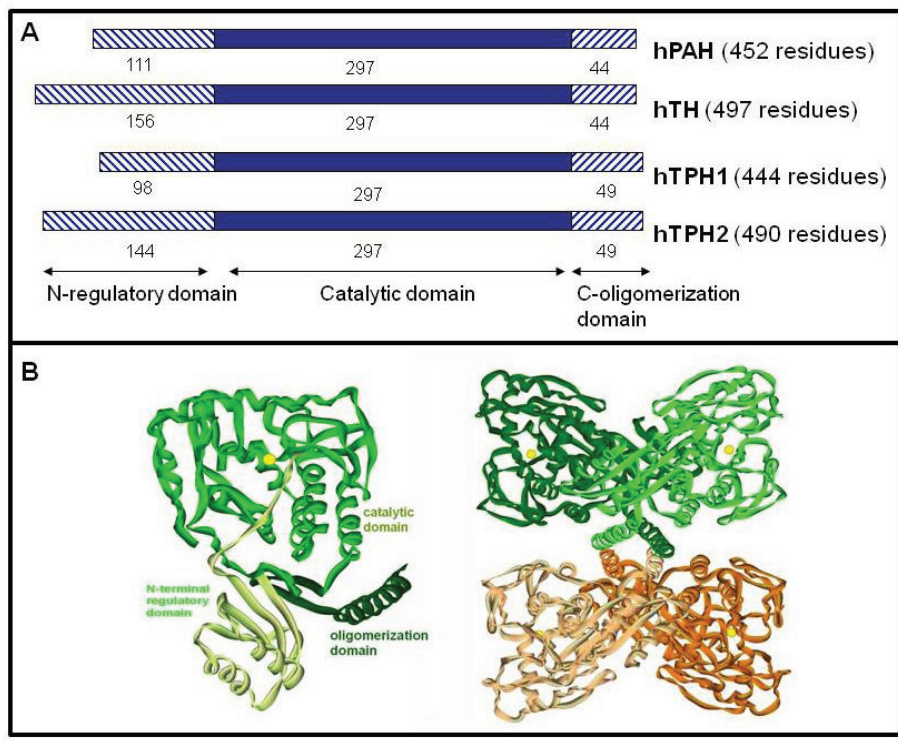 A
hPAH (452 residues)
111 297 44
hTH (497 residues)
156 297 44
hTPH1 (444 residues)
98 297 49
hTPH2 (490 residues)
144 297 49
N-regulatory domain Catalytic domain C-oligomerization
domain
B
catalytic
domain
N-terminal
regulatory
domain
oligomerization
domain